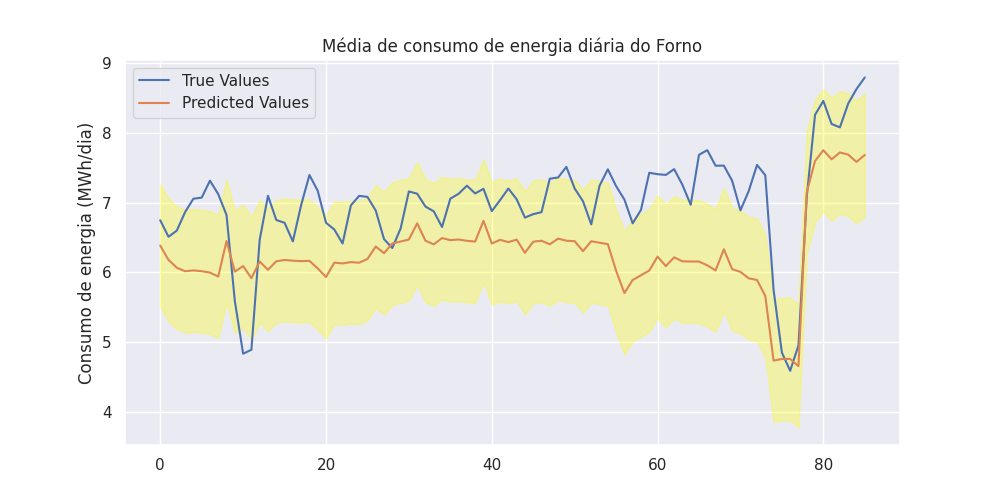 Média de consumo de energia diária do Forno
True Values
Predicted Values
Consumo de energia (MWh/dia)
9
8
7
6
5
4
0 20 40 60 80